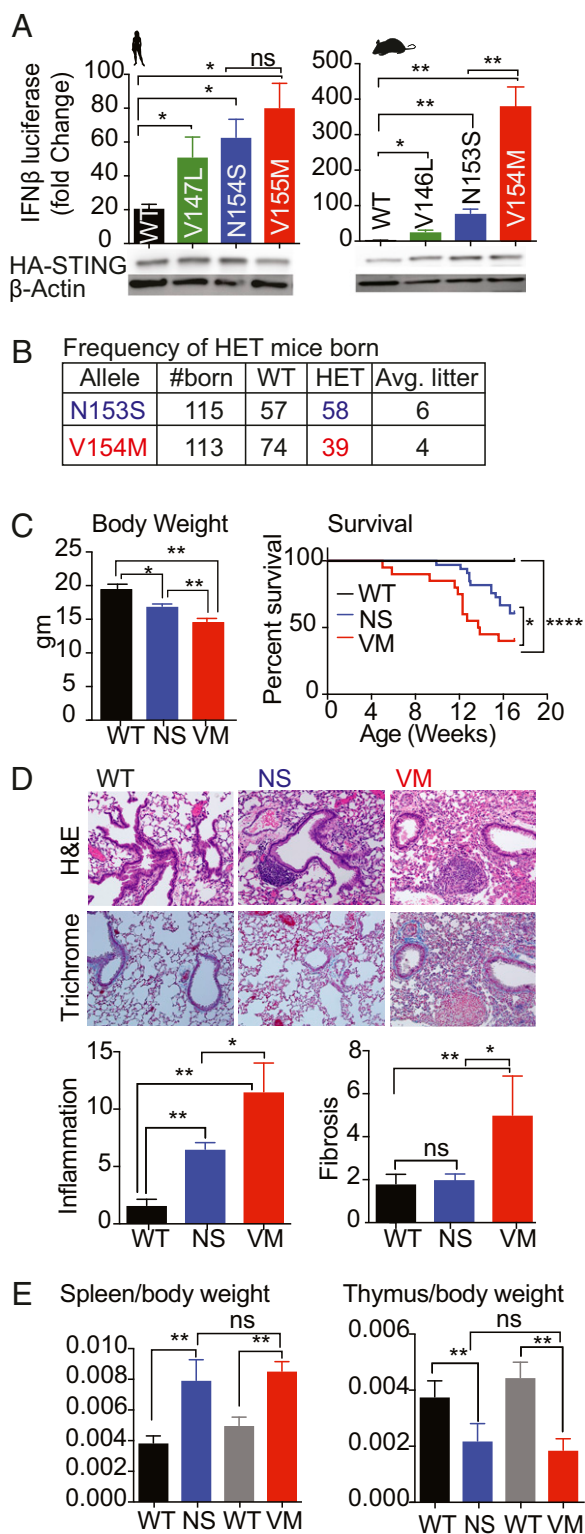 A
IFNβ luciferase
(fold Change)
100
80
60
40
20
0
*
*
*
ns
WT
V147L
N154S
V155M
500
400
300
200
100
0
**
**
**
*
WT
V146L
N153S
V154M
HA-STING
β-Actin
B
Frequency of HET mice born
Allele #born WT HET Avg. litter
N153S 115 57 58 6
V154M 113 74 39 4
C
Body Weight
gm
25
20
15
10
5
0
**
*
**
WT NS VM
Survival
Percent survival
100
50
0
WT
NS
VM
*
****
0 4 8 12 16 20
Age (Weeks)
D
WT NS VM
H&E
Trichrome
Inflammation
15
10
5
0
*
**
**
WT NS VM
Fibrosis
8
6
4
2
0
**
*
ns
WT NS VM
E
Spleen/body weight
0.010
0.008
0.006
0.004
0.002
0.000
ns
**
**
WT NS WT VM
Thymus/body weight
0.006
0.004
0.002
0.000
ns
**
**
WT NS WT VM